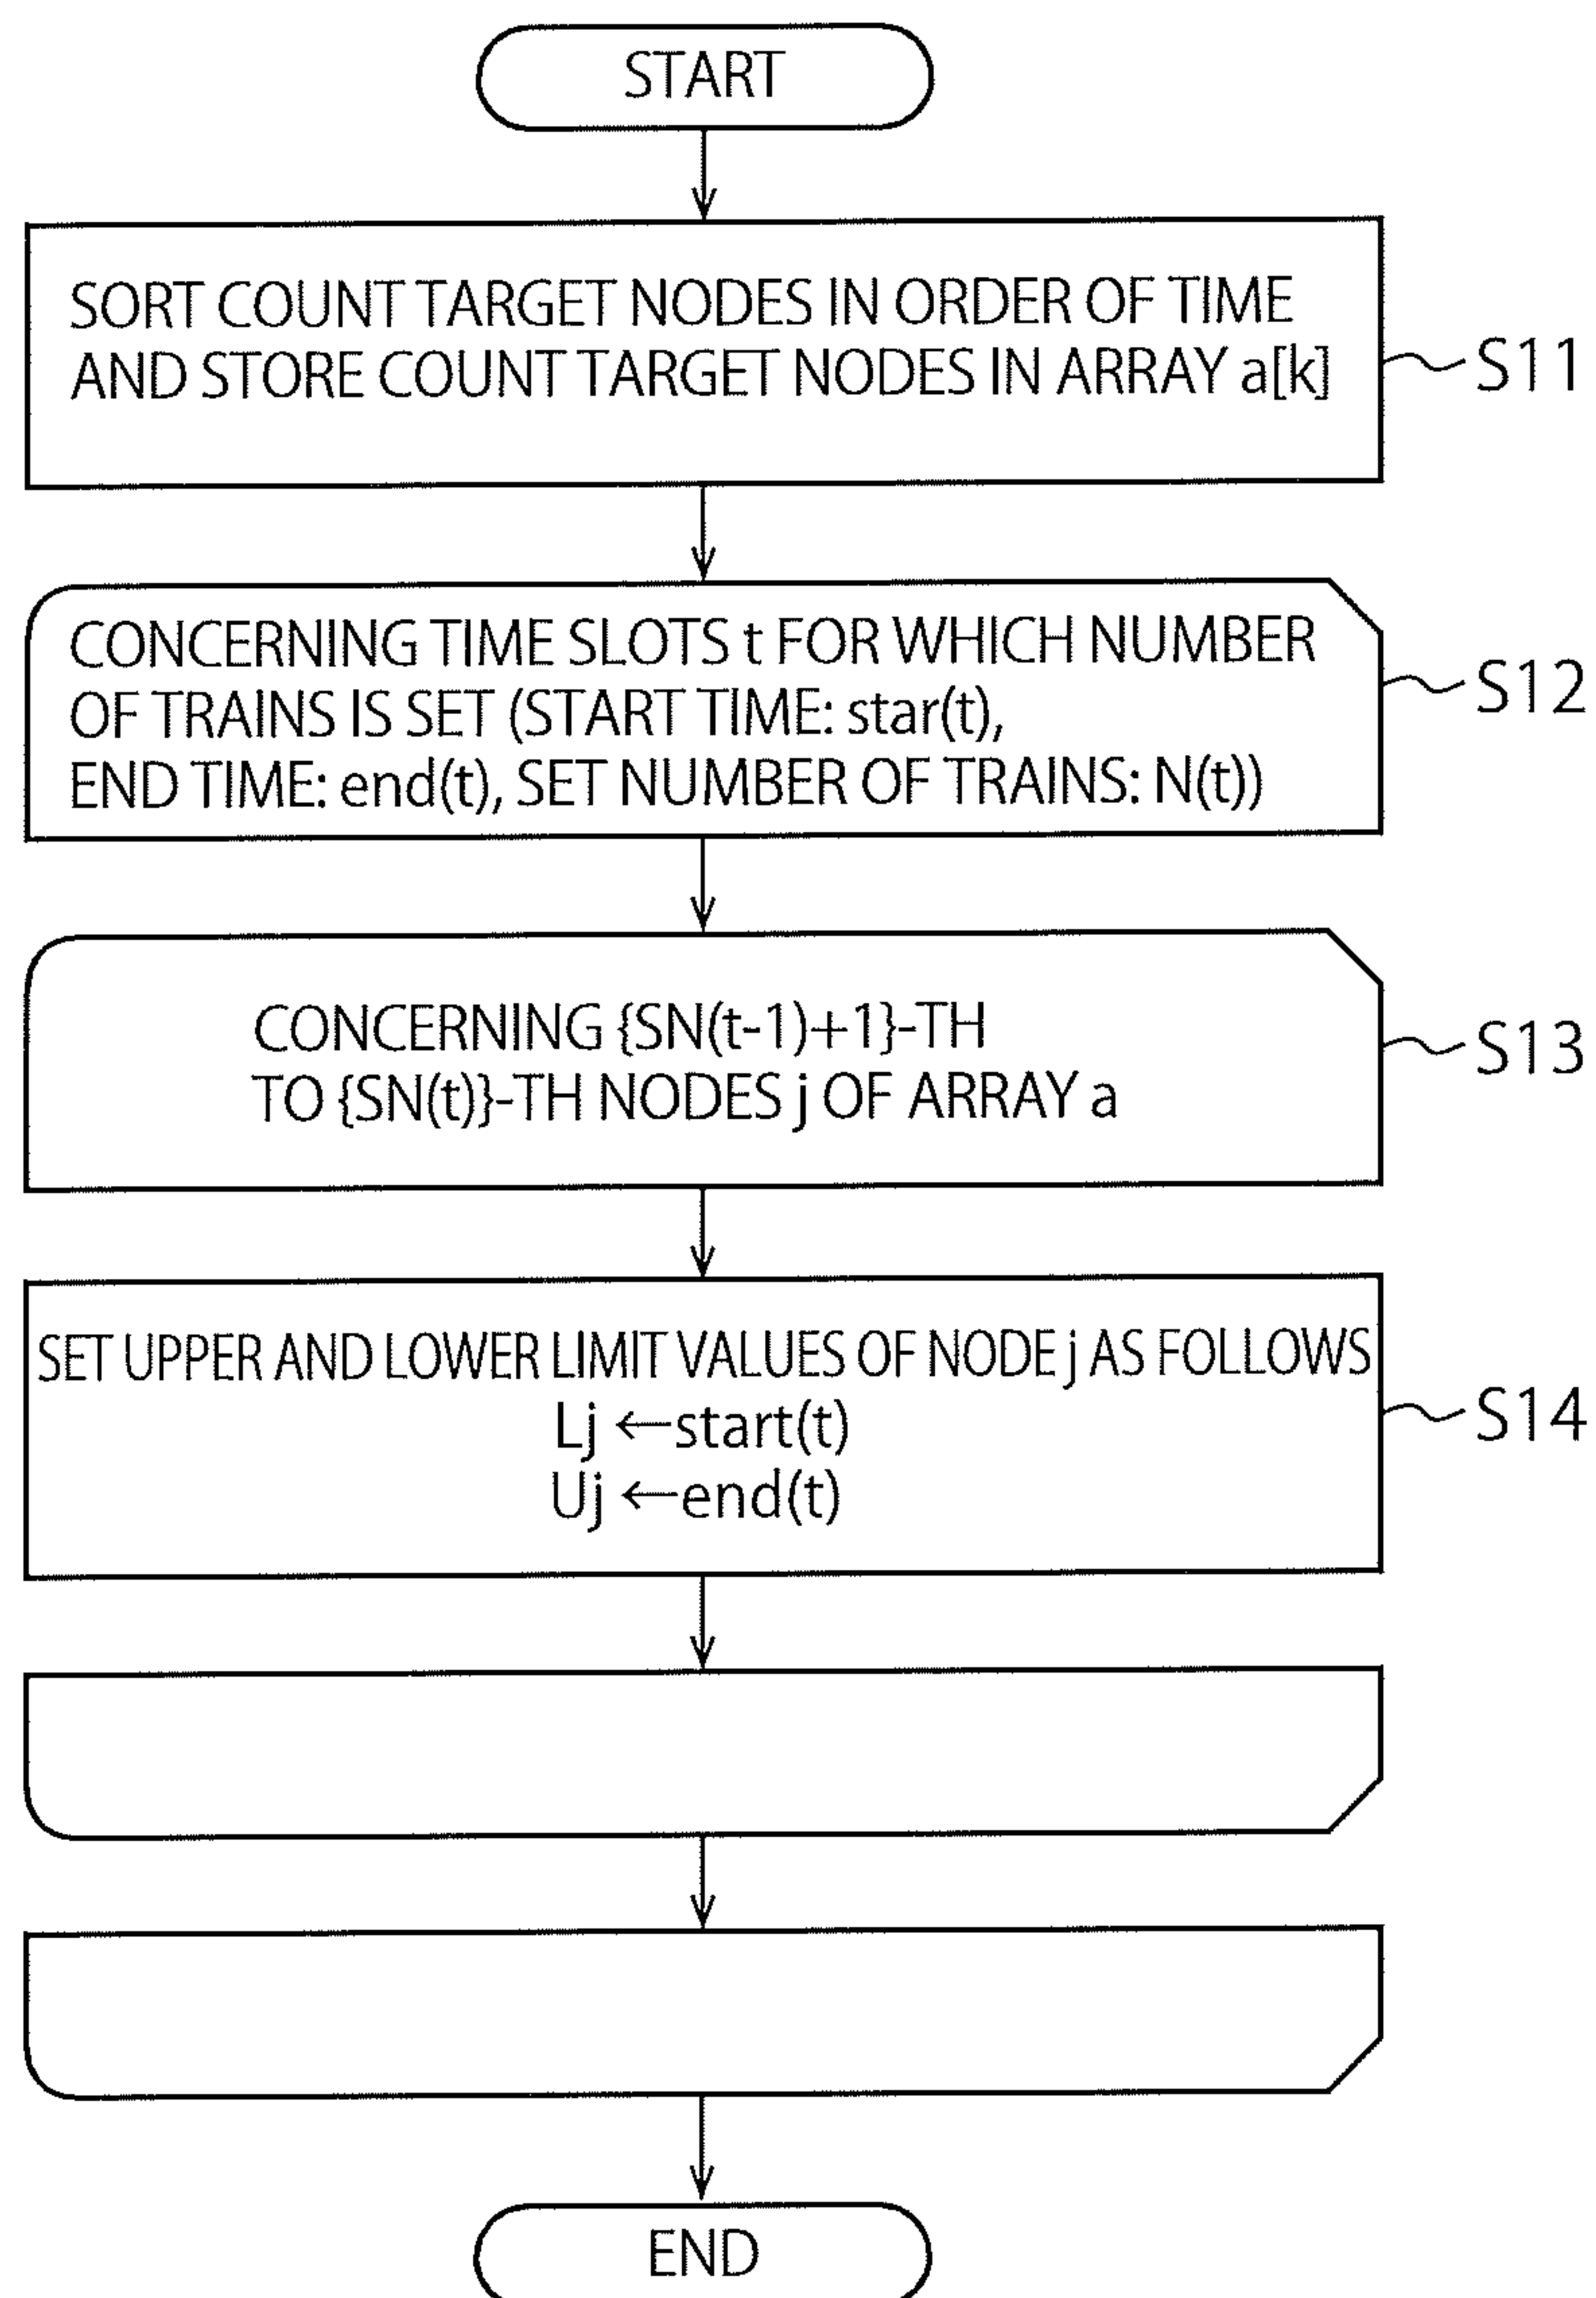 START
SORT COUNT TARGET NODES IN ORDER OF TIME
AND STORE COUNT TARGET NODES IN ARRAY a[k]
S11
CONCERNING TIME SLOTS t FOR WHICH NUMBER
OF TRAINS IS SET (START TIME: star(t),
END TIME: end(t), SET NUMBER OF TRAINS: N(t))
S12
CONCERNING {SN(t-1)+1}-TH
TO {SN(t)}-TH NODES j OF ARRAY a
S13
SET UPPER AND LOWER LIMIT VALUES OF NODE j AS FOLLOWS
Lj ←start(t)
Uj ←end(t)
S14
END